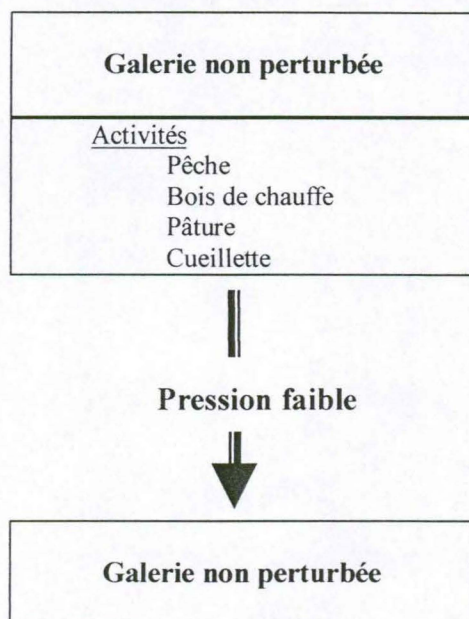 Galerie non perturbée
Activités
Pêche
Bois de chauffe
Pâture
Cueillette
Pression faible
Galerie non perturbée